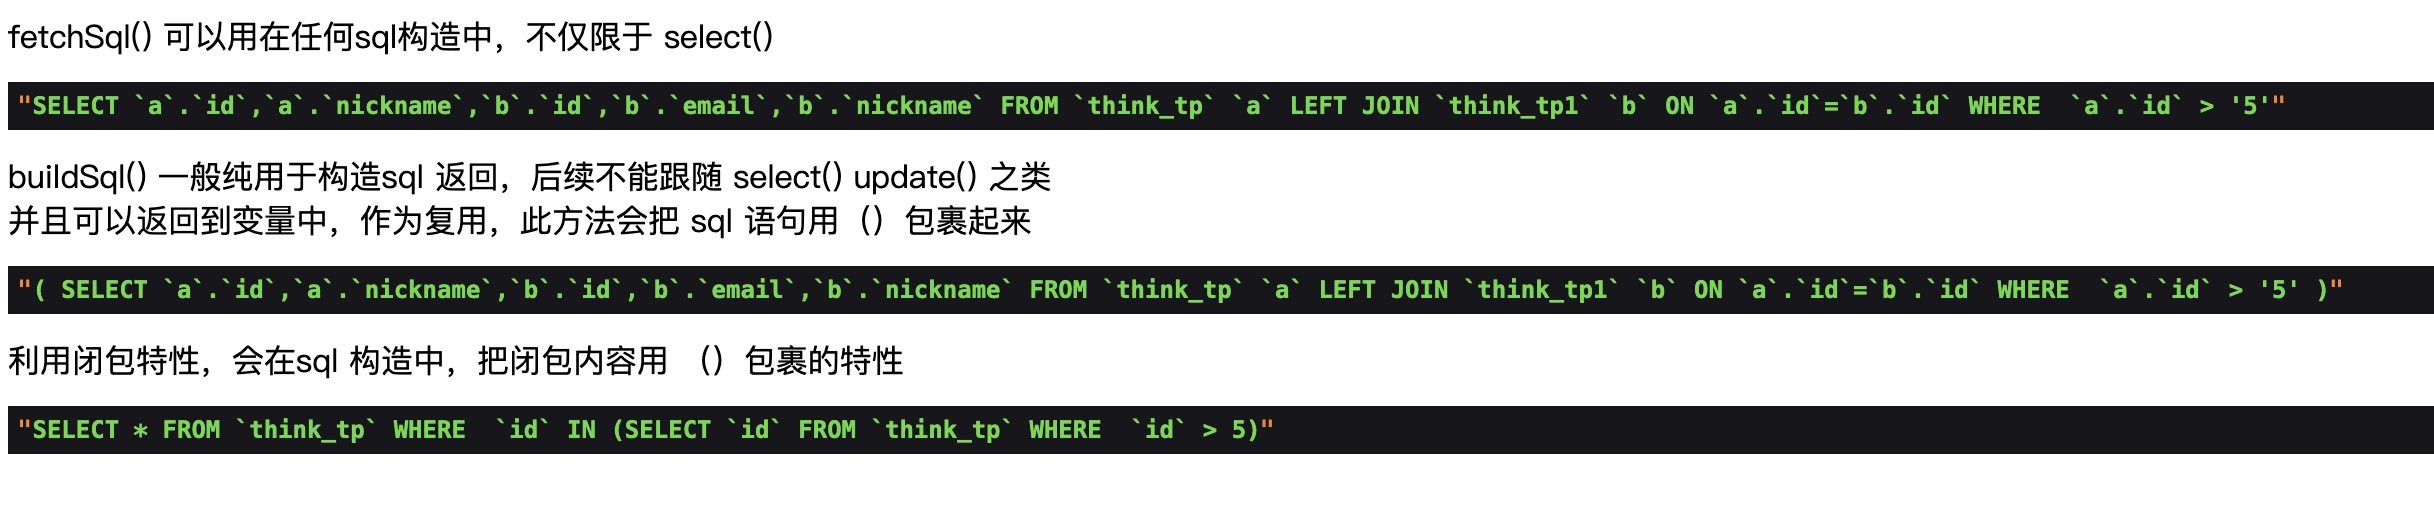 fetchSql() 可以用在任何sql构造中，不仅限于 select()
"SELECT `a`.`id`,`a`.`nickname`,`b`.`id`,`b`.`email`,`b`.`nickname` FROM `think_tp` `a` LEFT JOIN `think_tp1` `b` ON `a`.`id`=`b`.`id` WHERE  `a`.`id` > '5'"
buildSql() 一般纯用于构造sql 返回，后续不能跟随 select() update() 之类
并且可以返回到变量中，作为复用，此方法会把 sql 语句用（）包裹起来
"( SELECT `a`.`id`,`a`.`nickname`,`b`.`id`,`b`.`email`,`b`.`nickname` FROM `think_tp` `a` LEFT JOIN `think_tp1` `b` ON `a`.`id`=`b`.`id` WHERE  `a`.`id` > '5' )"
利用闭包特性，会在sql 构造中，把闭包内容用 （）包裹的特性
"SELECT * FROM `think_tp` WHERE  `id` IN (SELECT `id` FROM `think_tp` WHERE  `id` > 5)"